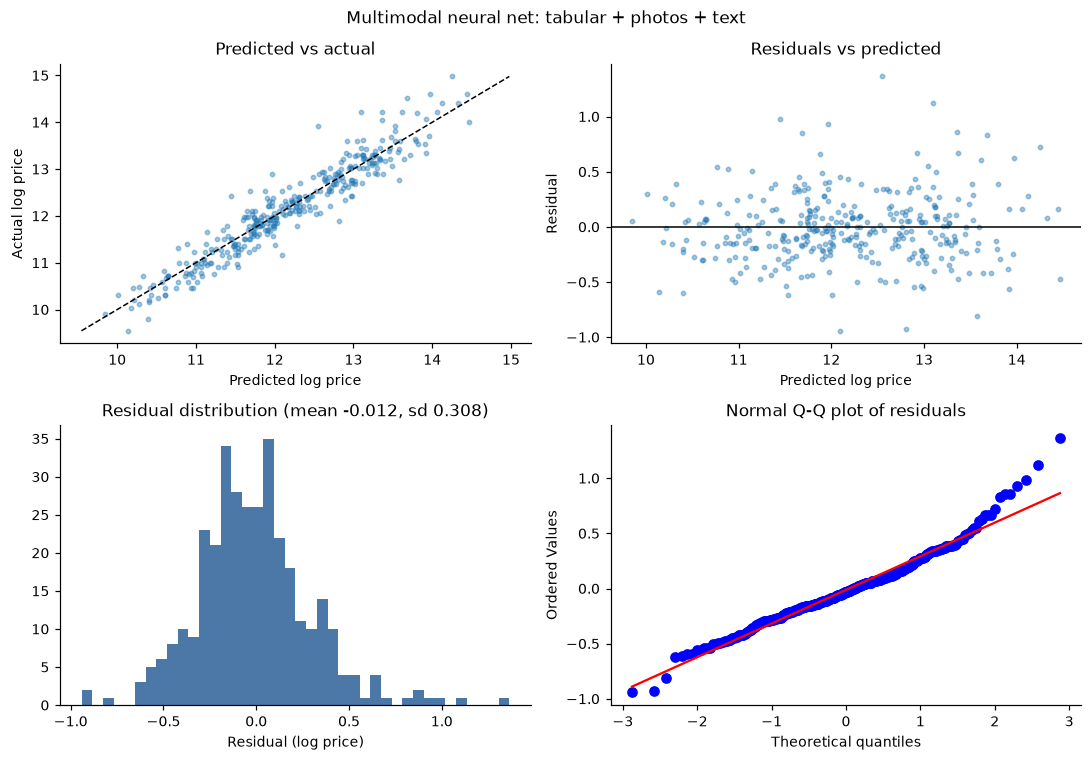 Multimodal neural net: tabular + photos + text
Predicted vs actual
15
14
13
12
11
10
Actual log price
10 11 12 13 14 15
Predicted log price
Residuals vs predicted
1.0
0.5
0.0
−0.5
−1.0
Residual
10 11 12 13 14
Predicted log price
Residual distribution (mean -0.012, sd 0.308)
35
30
25
20
15
10
5
0
−1.0 −0.5 0.0 0.5 1.0
Residual (log price)
Normal Q-Q plot of residuals
1.0
0.5
0.0
−0.5
−1.0
Ordered Values
−3 −2 −1 0 1 2 3
Theoretical quantiles